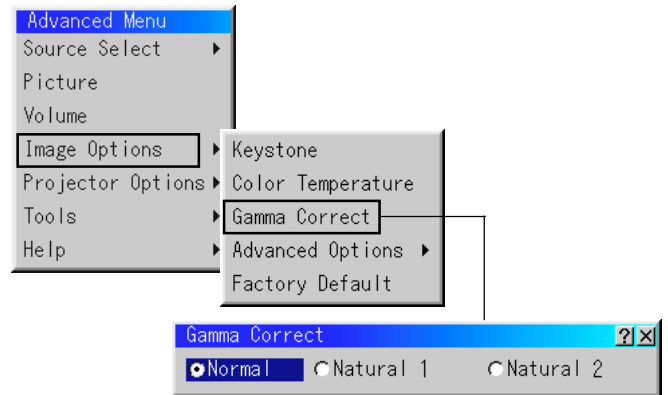 Advanced Menu
Source Select
Picture
Volume
Image Options
Projector Options
Tools
Help
Keystone
Color Temperature
Gamma Correct
Advanced Options
Factory Default
Gamma Correct
Normal Natural 1 Natural 2